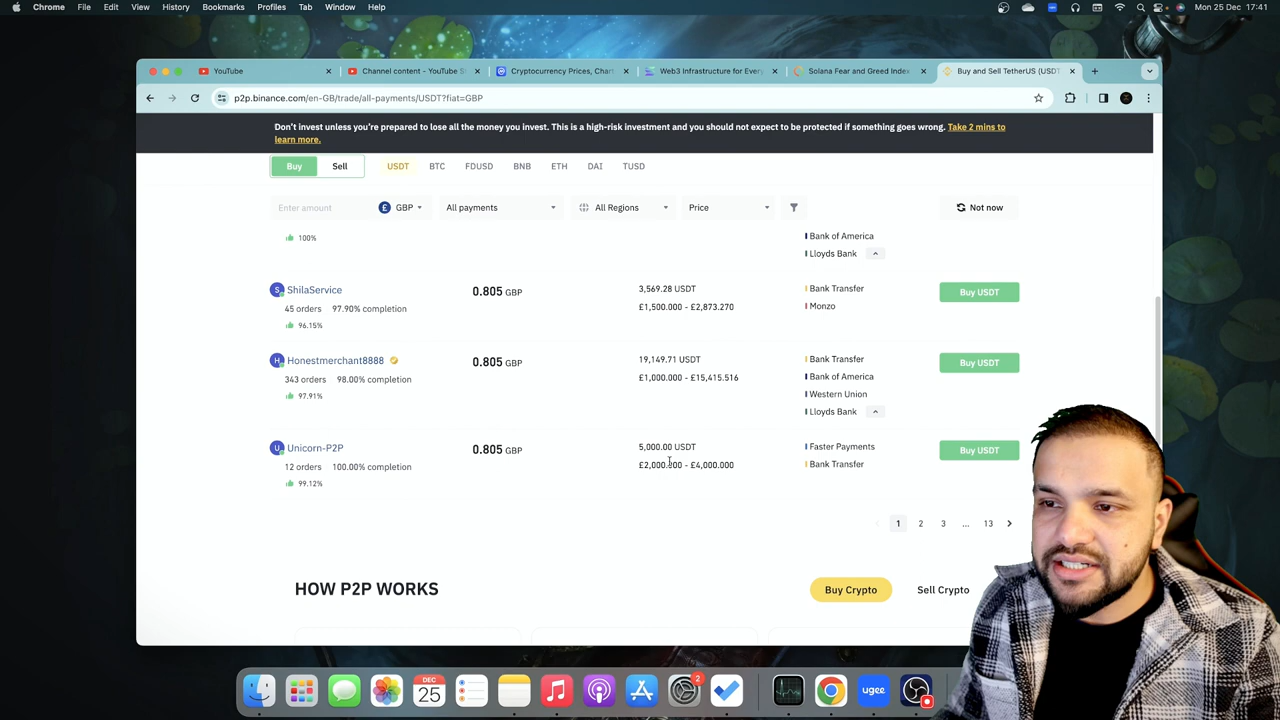 Chrome File Edit View History Bookmarks Profiles Tab Window Help Mon 25 Dec 17:41
YouTube Channel content - YouTube S Cryptocurrency Prices, Chart Web3 Infrastructure for Every Solana Fear and Greed Index Buy and Sell TetherUS (USDT
p2p.binance.com/en-GB/trade/all-payments/USDT?fiat=GBP
Don't invest unless you're prepared to lose all the money you invest. This is a high-risk investment and you should not expect to be protected if something goes wrong. Take 2 mins to
learn more.
Buy Sell USDT BTC FDUSD BNB ETH DAI TUSD
Enter amount £ GBP All payments All Regions Price Not now
100%
Bank of America
Lloyds Bank
S ShilaService 0.805 GBP 3,569.28 USDT Bank Transfer Buy USDT
45 orders 97.90% completion £1,500.000 - £2,873.270 Monzo
96.15%
H Honestmerchant8888 0.805 GBP 19,149.71 USDT Bank Transfer Buy USDT
343 orders 98.00% completion £1,000.000 - £15,415.516 Bank of America
97.91% Western Union
Lloyds Bank
U Unicorn-P2P 0.805 GBP 5,000.00 USDT Faster Payments Buy USDT
12 orders 100.00% completion £2,000.000 - £4,000.000 Bank Transfer
99.12%
1 2 3 ... 13
HOW P2P WORKS Buy Crypto Sell Crypto
DEC
25
2
ugee